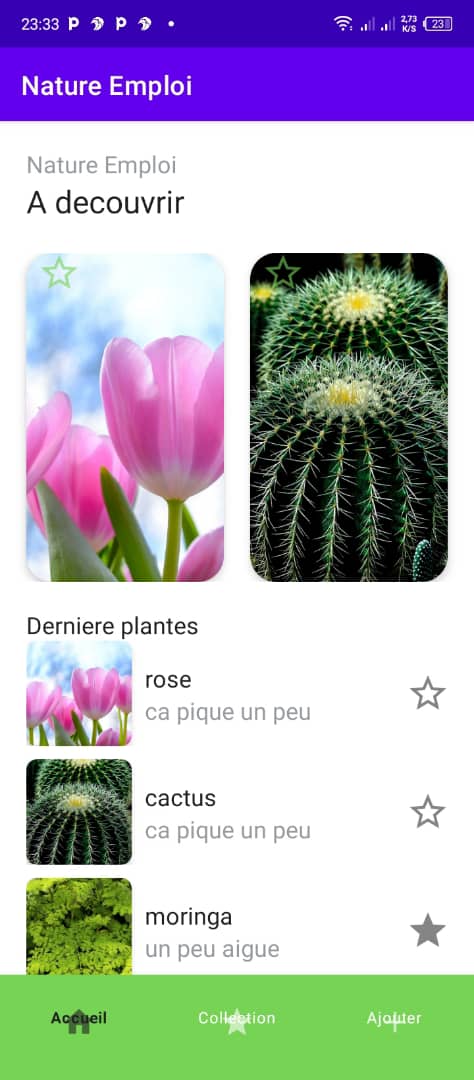 23:33
2,73
K/S
23
Nature Emploi
Nature Emploi
A decouvrir
Derniere plantes
rose
ca pique un peu
cactus
ca pique un peu
moringa
un peu aigue
Accueil
Collection
Ajouter